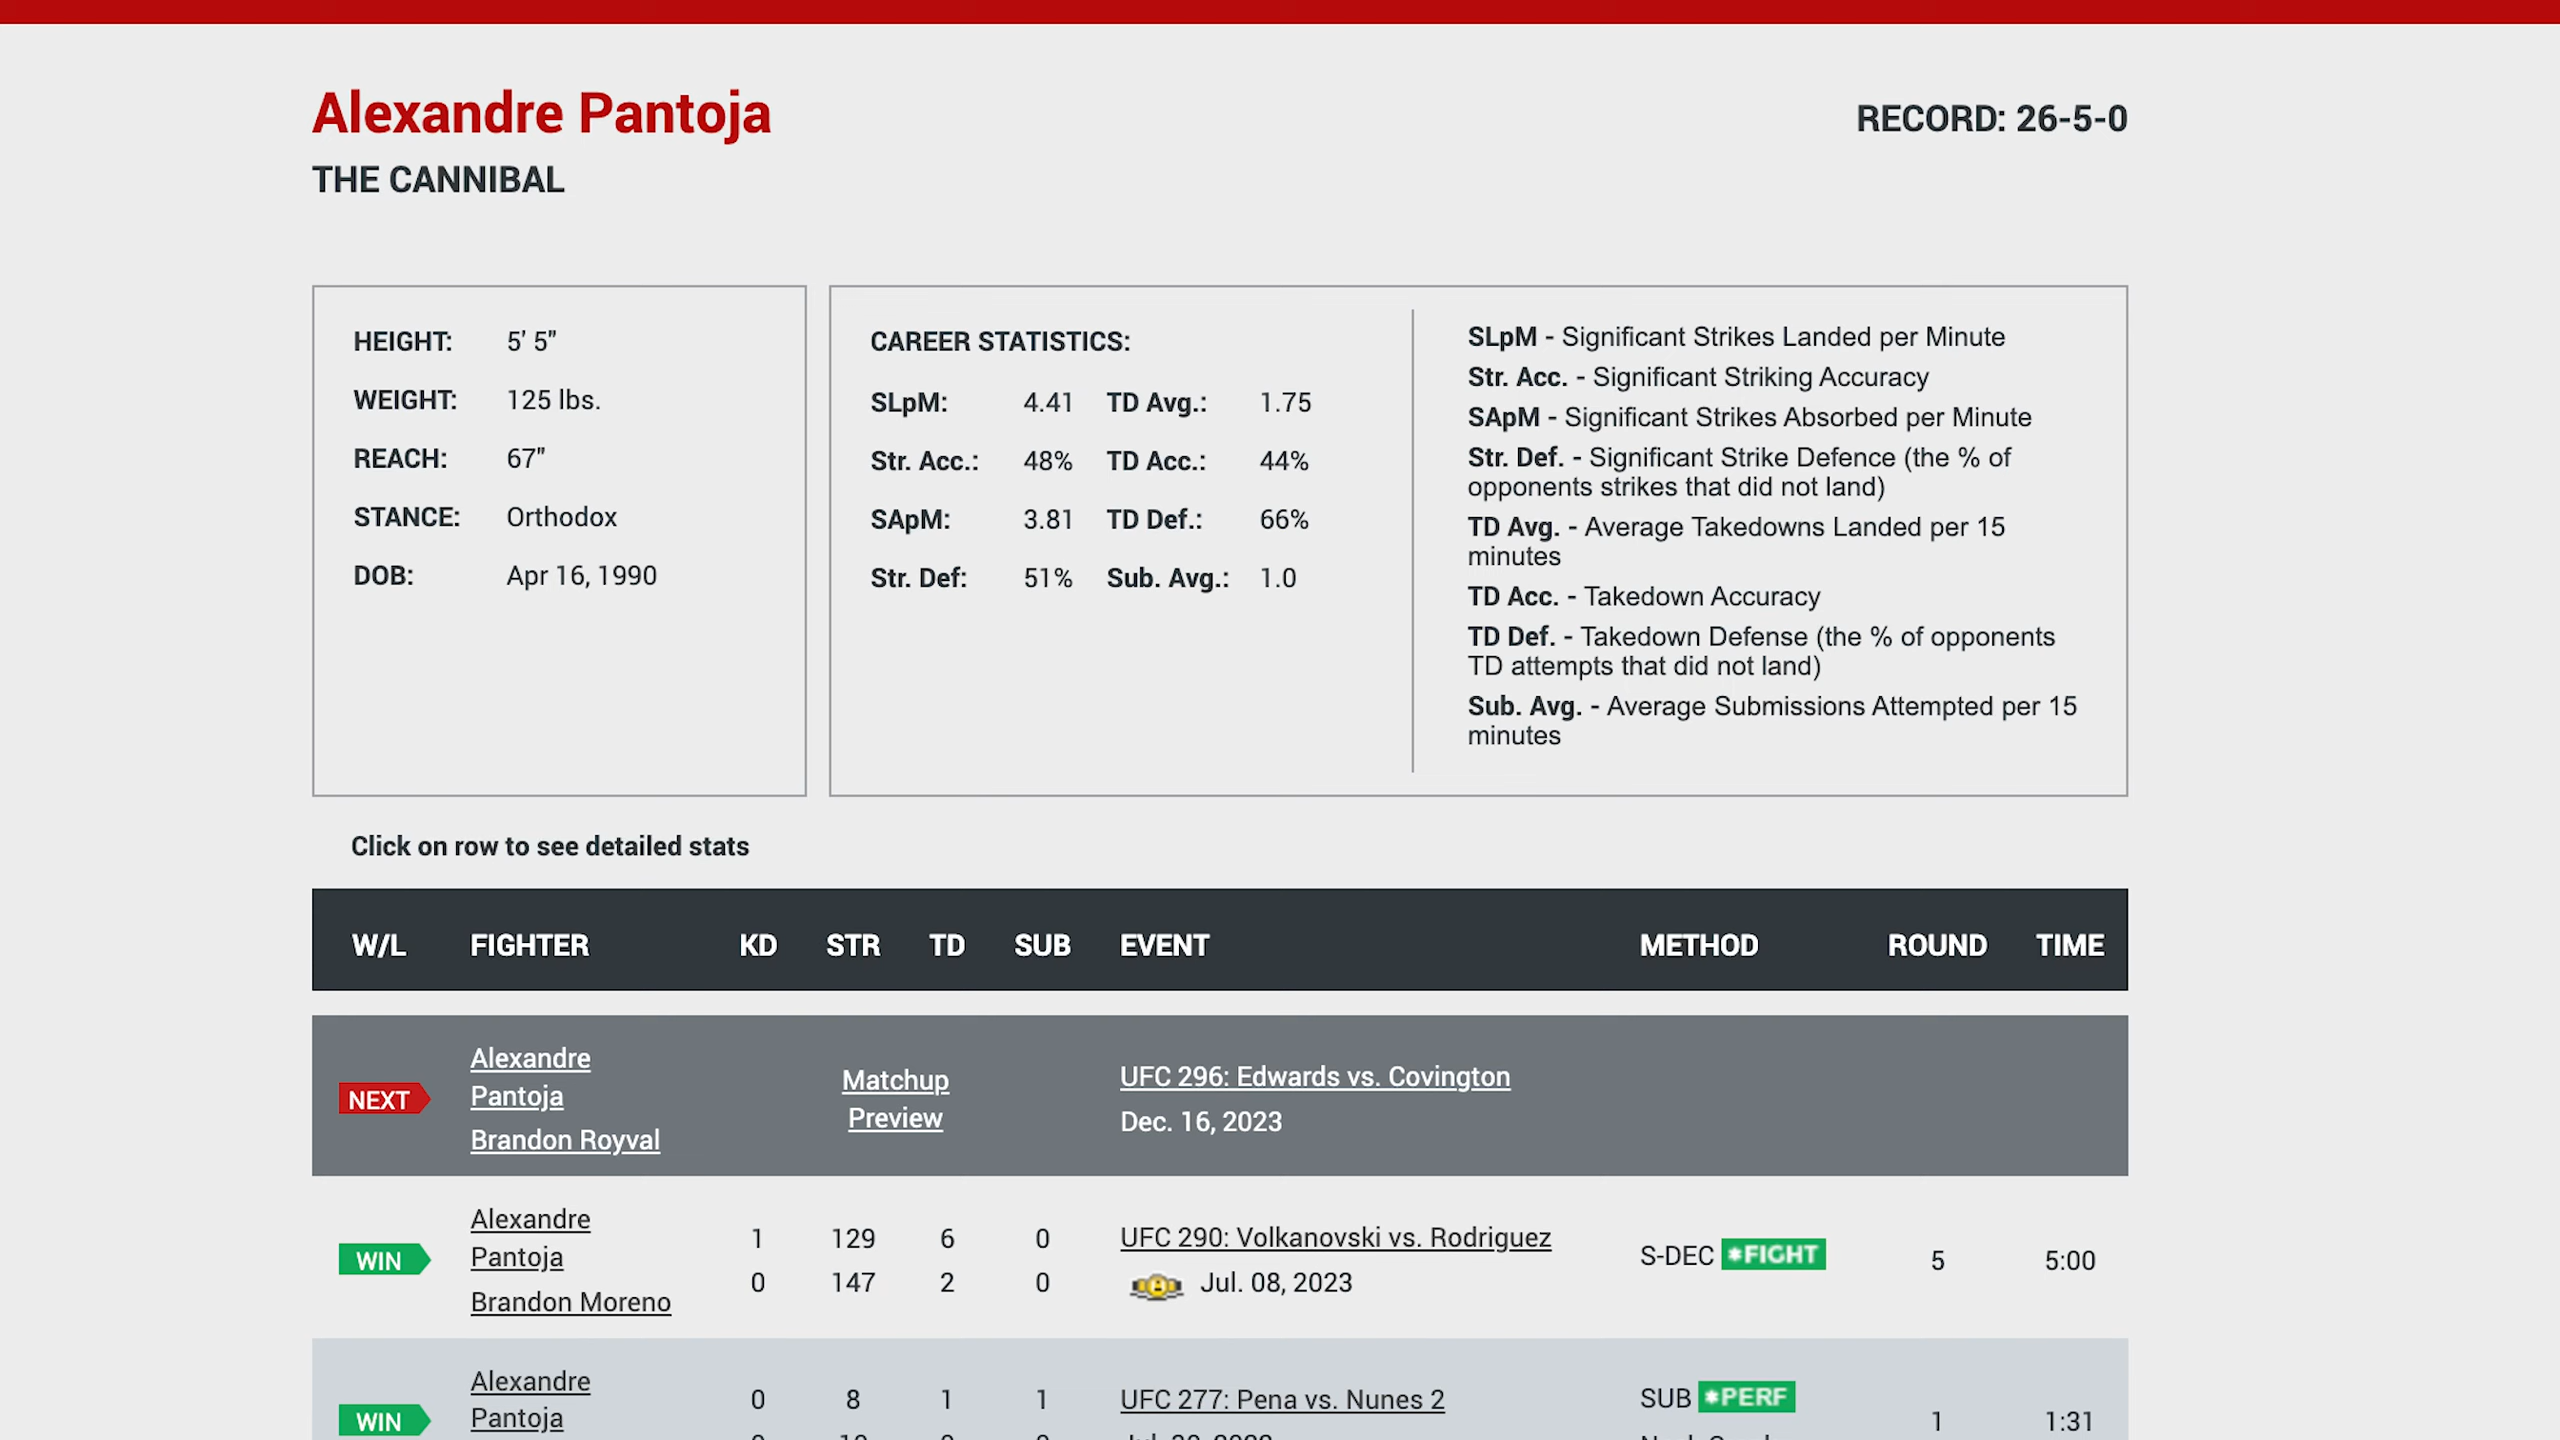 Alexandre Pantoja
RECORD: 26-5-0
THE CANNIBAL
HEIGHT: 5' 5"
WEIGHT: 125 lbs.
REACH: 67"
STANCE: Orthodox
DOB: Apr 16, 1990
CAREER STATISTICS:
SLpM: 4.41 TD Avg.: 1.75
Str. Acc.: 48% TD Acc.: 44%
SApM: 3.81 TD Def.: 66%
Str. Def: 51% Sub. Avg.: 1.0
SLpM - Significant Strikes Landed per Minute
Str. Acc. - Significant Striking Accuracy
SApM - Significant Strikes Absorbed per Minute
Str. Def. - Significant Strike Defence (the % of
opponents strikes that did not land)
TD Avg. - Average Takedowns Landed per 15
minutes
TD Acc. - Takedown Accuracy
TD Def. - Takedown Defense (the % of opponents
TD attempts that did not land)
Sub. Avg. - Average Submissions Attempted per 15
minutes
Click on row to see detailed stats
W/L FIGHTER KD STR TD SUB EVENT METHOD ROUND TIME
NEXT
Alexandre
Pantoja
Brandon Royval
Matchup
Preview
UFC 296: Edwards vs. Covington
Dec. 16, 2023
WIN
Alexandre
Pantoja
Brandon Moreno
1 129 6 0
0 147 2 0
UFC 290: Volkanovski vs. Rodriguez
Jul. 08, 2023
S-DEC *FIGHT
5
5:00
WIN
Alexandre
Pantoja
0 8 1 1
UFC 277: Pena vs. Nunes 2
SUB *PERF
1
1:31